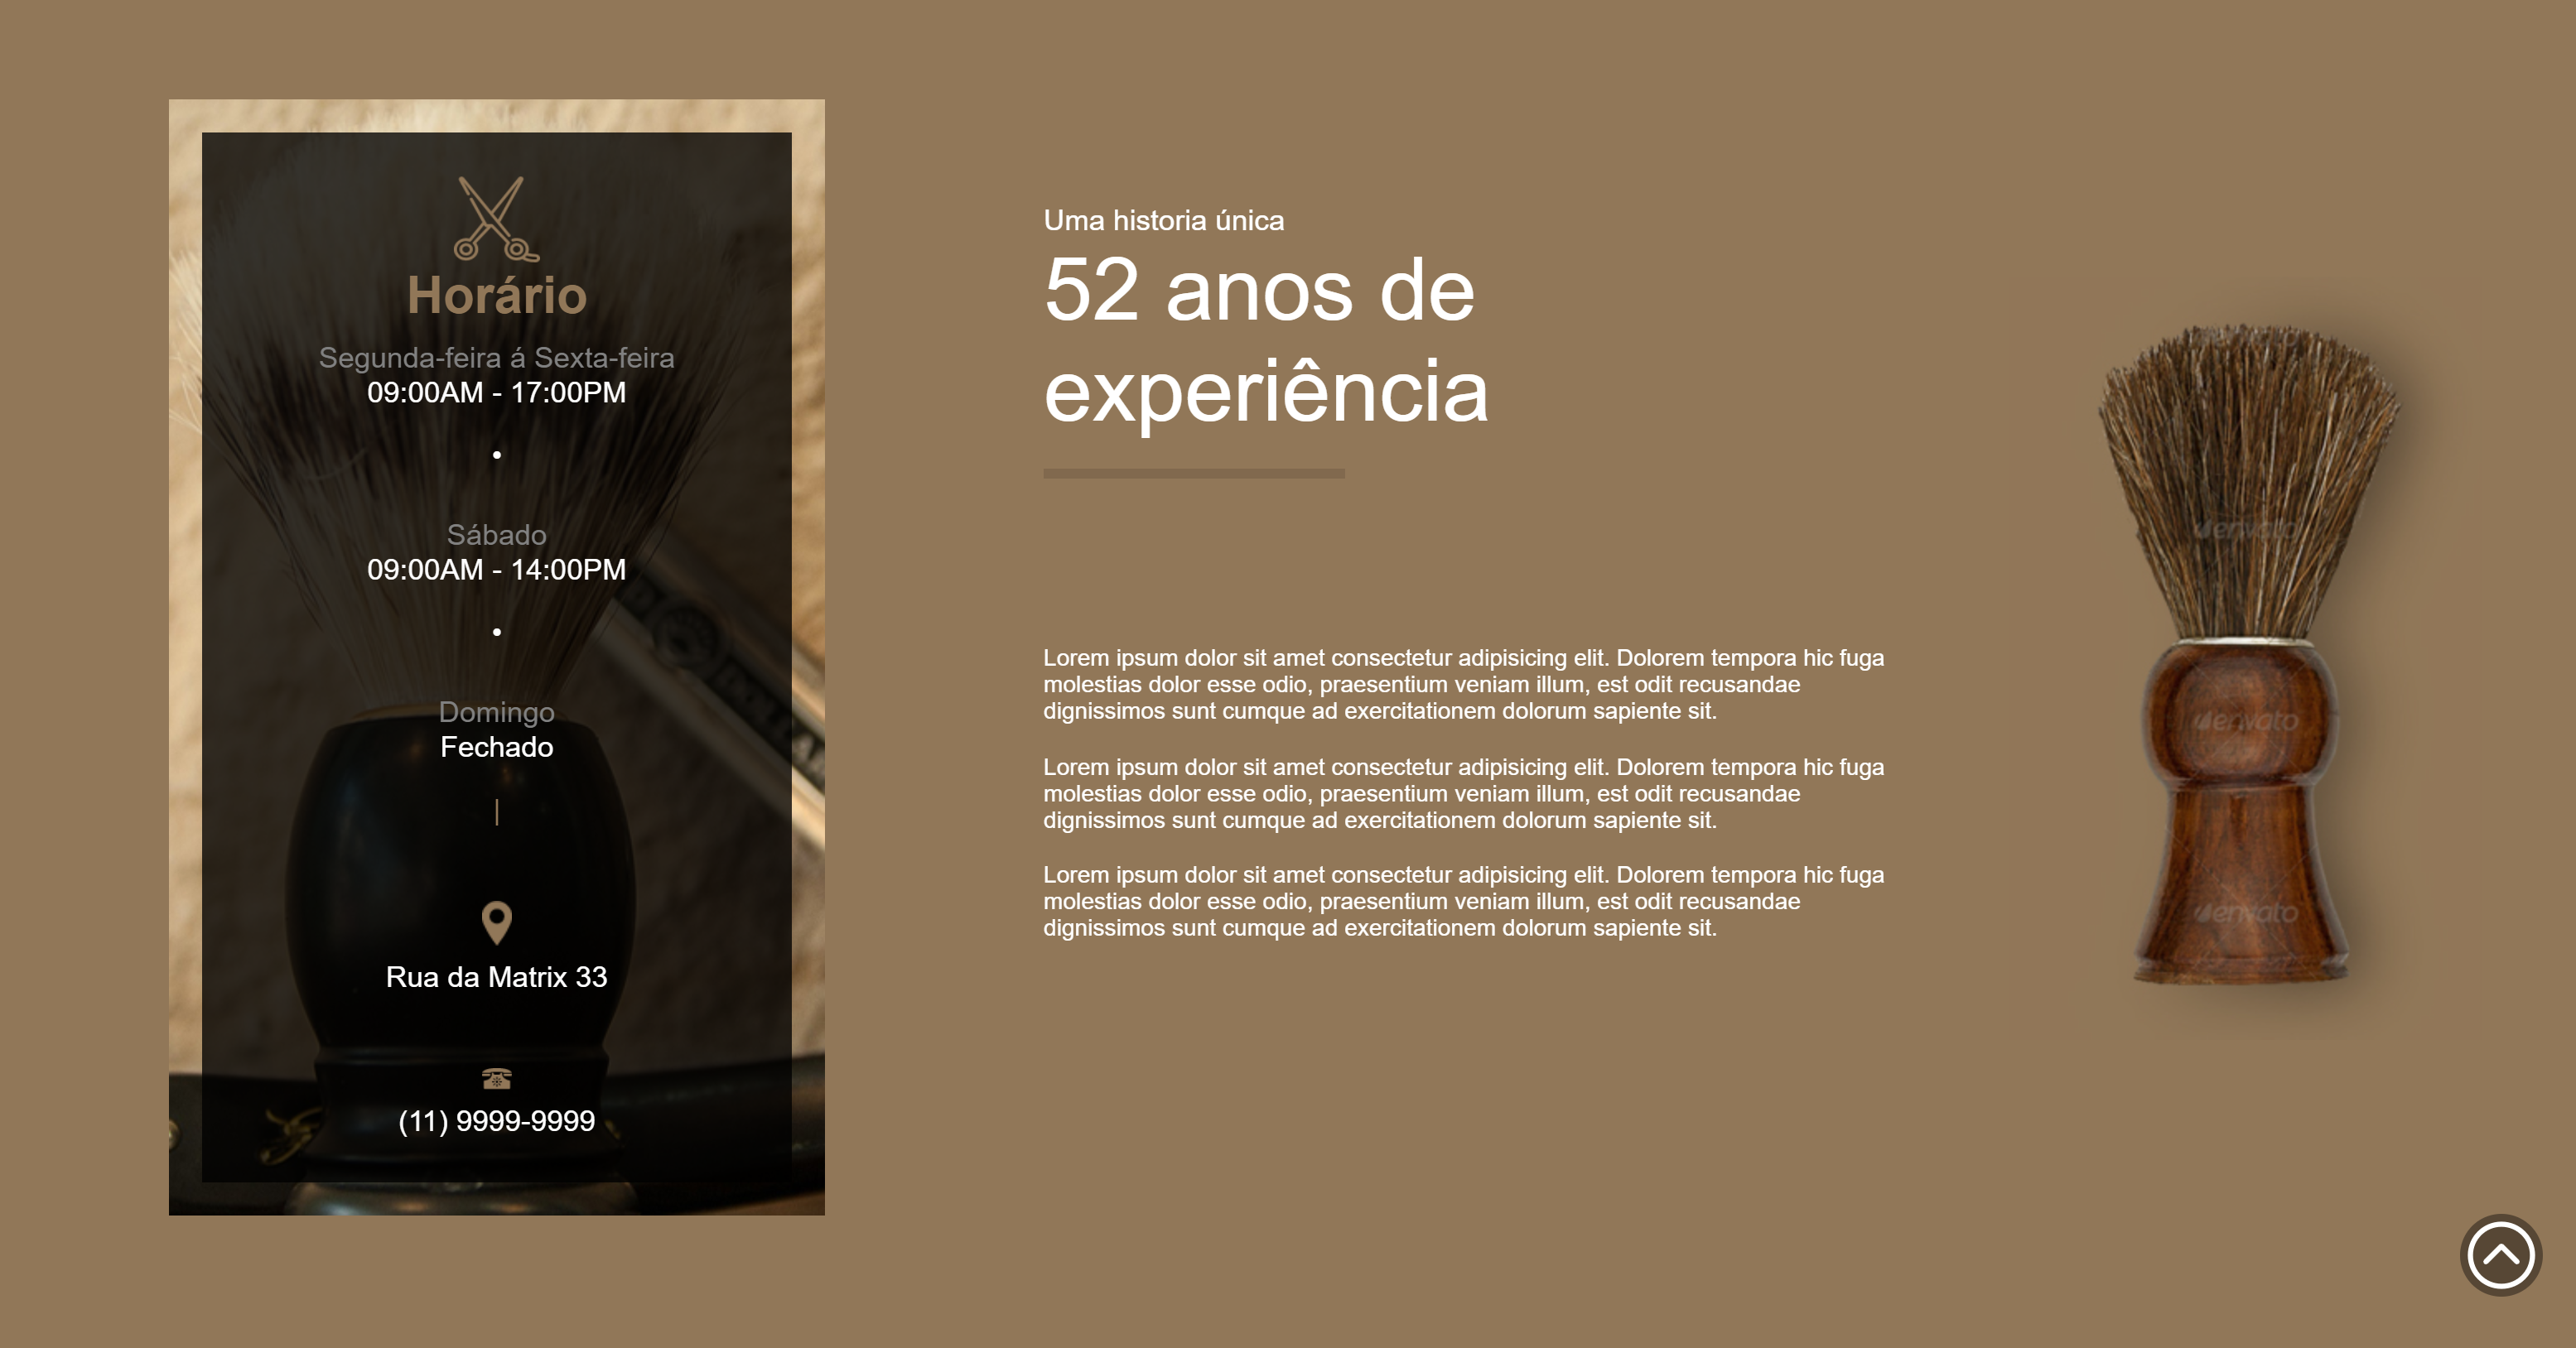 Horário
Segunda-feira á Sexta-feira
09:00AM - 17:00PM
•
Sábado
09:00AM - 14:00PM
•
Domingo
Fechado
|
Rua da Matrix 33
(11) 9999-9999
Uma historia única
52 anos de
experiência
Lorem ipsum dolor sit amet consectetur adipisicing elit. Dolorem tempora hic fuga
molestias dolor esse odio, praesentium veniam illum, est odit recusandae
dignissimos sunt cumque ad exercitationem dolorum sapiente sit.
Lorem ipsum dolor sit amet consectetur adipisicing elit. Dolorem tempora hic fuga
molestias dolor esse odio, praesentium veniam illum, est odit recusandae
dignissimos sunt cumque ad exercitationem dolorum sapiente sit.
Lorem ipsum dolor sit amet consectetur adipisicing elit. Dolorem tempora hic fuga
molestias dolor esse odio, praesentium veniam illum, est odit recusandae
dignissimos sunt cumque ad exercitationem dolorum sapiente sit.
envato
envato
envato